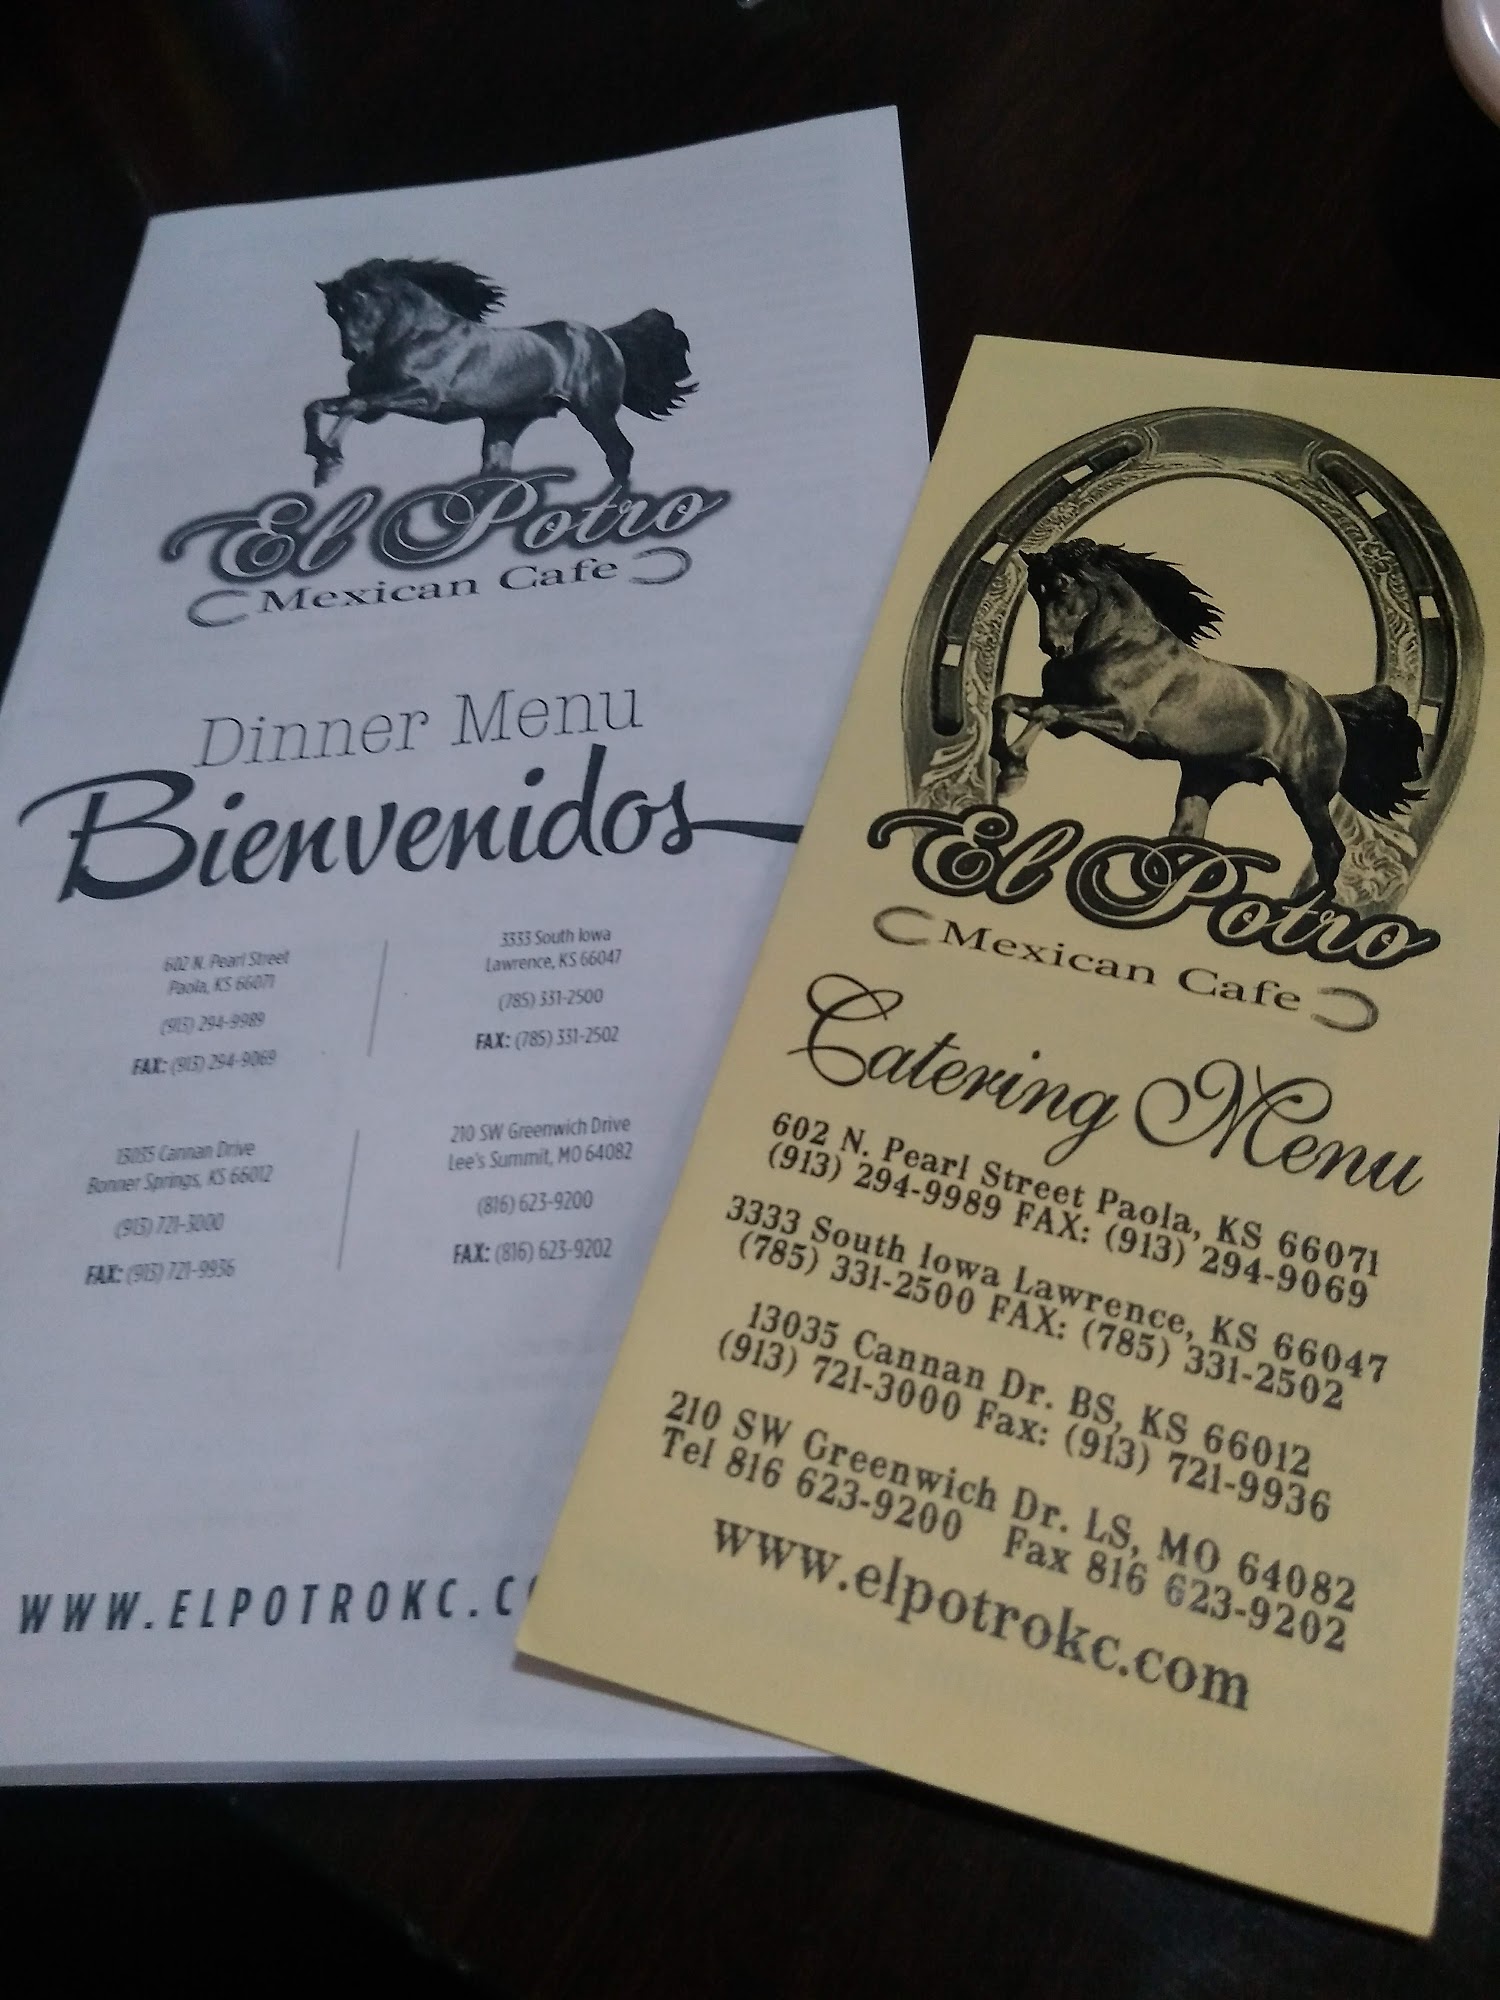 El Potro
Mexican Cafe
Dinner Menu
Bienvenidos
602 N. Pearl Street
Paola, KS 66071
(913) 294-9989
FAX: (913) 294-9069
3333 South Iowa
Lawrence, KS 66047
(785) 331-2500
FAX: (785) 331-2502
13035 Cannan Drive
Bonner Springs, KS 66012
(913) 721-3000
FAX: (913) 721-9936
210 SW Greenwich Drive
Lee's Summit, MO 64082
(816) 623-9200
FAX: (816) 623-9202
WWW.ELPOTROKC.C
El Potro
Mexican Cafe
Catering Menu
602 N. Pearl Street Paola, KS 66071
(913) 294-9989 FAX: (913) 294-9069
3333 South Iowa Lawrence, KS 66047
(785) 331-2500 FAX: (785) 331-2502
13035 Cannan Dr. BS, KS 66012
(913) 721-3000 Fax: (913) 721-9936
210 SW Greenwich Dr. LS, MO 64082
Tel 816 623-9200 Fax 816 623-9202
www.elpotrokc.com